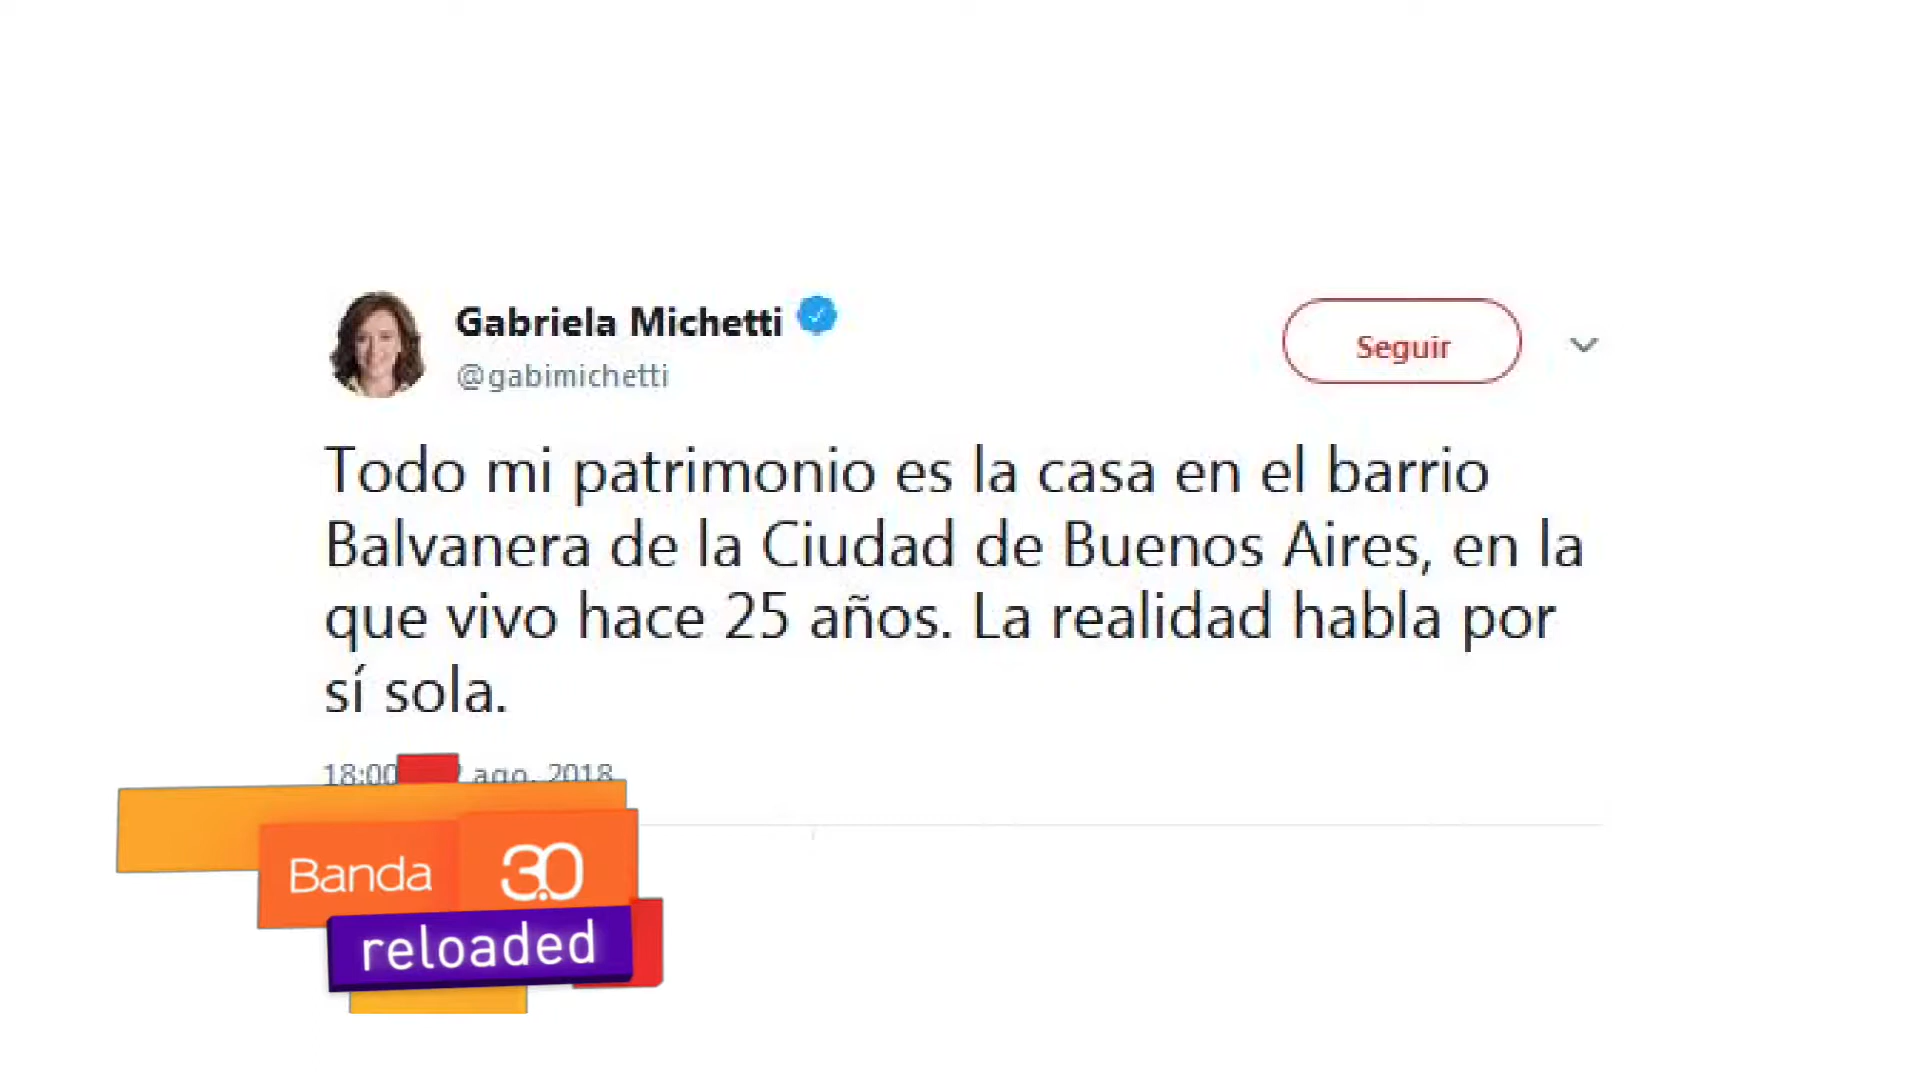 Gabriela Michetti
@gabimichetti
Seguir
Todo mi patrimonio es la casa en el barrio
Balvanera de la Ciudad de Buenos Aires, en la
que vivo hace 25 años. La realidad habla por
sí sola.
18:00 ago. 2018
Banda 3.0
reloaded